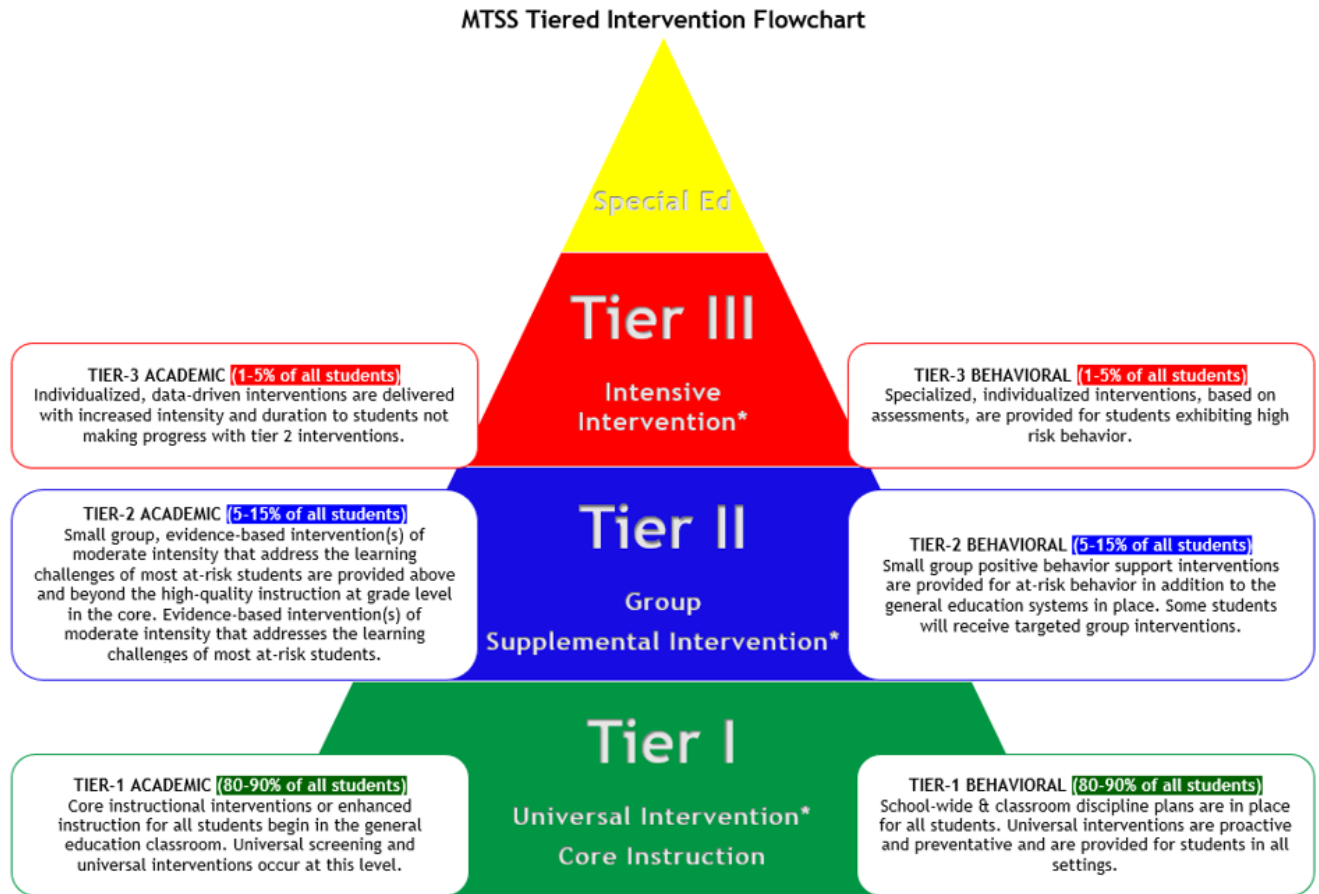 MTSS Tiered Intervention Flowchart
Special Ed
Tier III
Intensive
Intervention*
TIER-3 ACADEMIC (1-5% of all students)
Individualized, data-driven interventions are delivered
with increased intensity and duration to students not
making progress with tier 2 interventions.
TIER-3 BEHAVIORAL (1-5% of all students)
Specialized, individualized interventions, based on
assessments, are provided for students exhibiting high
risk behavior.
Tier II
Group
Supplemental Intervention*
TIER-2 ACADEMIC (5-15% of all students)
Small group, evidence-based intervention(s) of
moderate intensity that address the learning
challenges of most at-risk students are provided above
and beyond the high-quality instruction at grade level
in the core. Evidence-based intervention(s) of
moderate intensity that addresses the learning
challenges of most at-risk students.
TIER-2 BEHAVIORAL (5-15% of all students)
Small group positive behavior support interventions
are provided for at-risk behavior in addition to the
general education systems in place. Some students
will receive targeted group interventions.
Tier I
Universal Intervention*
Core Instruction
TIER-1 ACADEMIC (80-90% of all students)
Core instructional interventions or enhanced
instruction for all students begin in the general
education classroom. Universal screening and
universal interventions occur at this level.
TIER-1 BEHAVIORAL (80-90% of all students)
School-wide & classroom discipline plans are in place
for all students. Universal interventions are proactive
and preventative and are provided for students in all
settings.